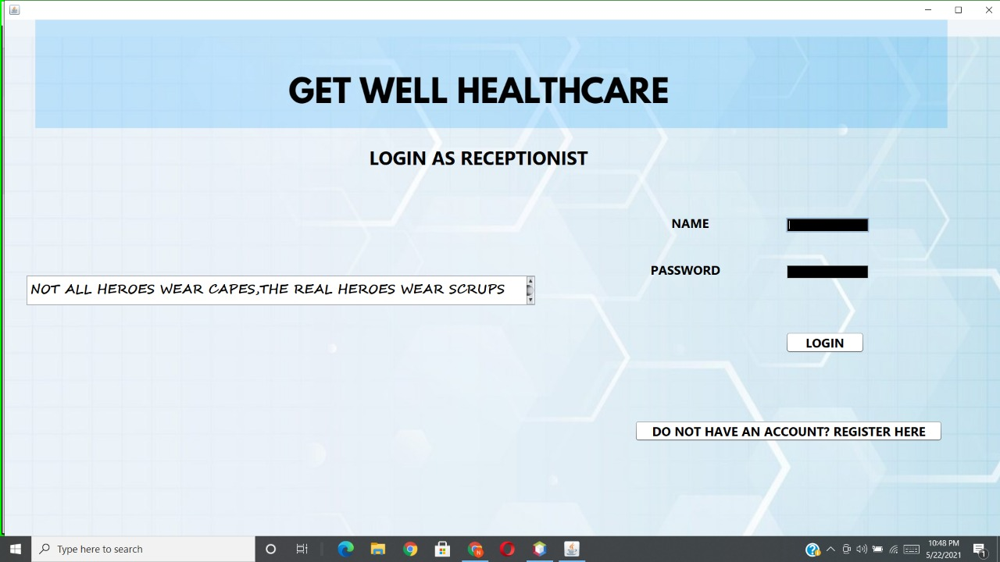 GET WELL HEALTHCARE
LOGIN AS RECEPTIONIST
NAME
PASSWORD
NOT ALL HEROES WEAR CAPES,THE REAL HEROES WEAR SCRUPS
LOGIN
DO NOT HAVE AN ACCOUNT? REGISTER HERE
Type here to search
10:48 PM
5/22/2021
1